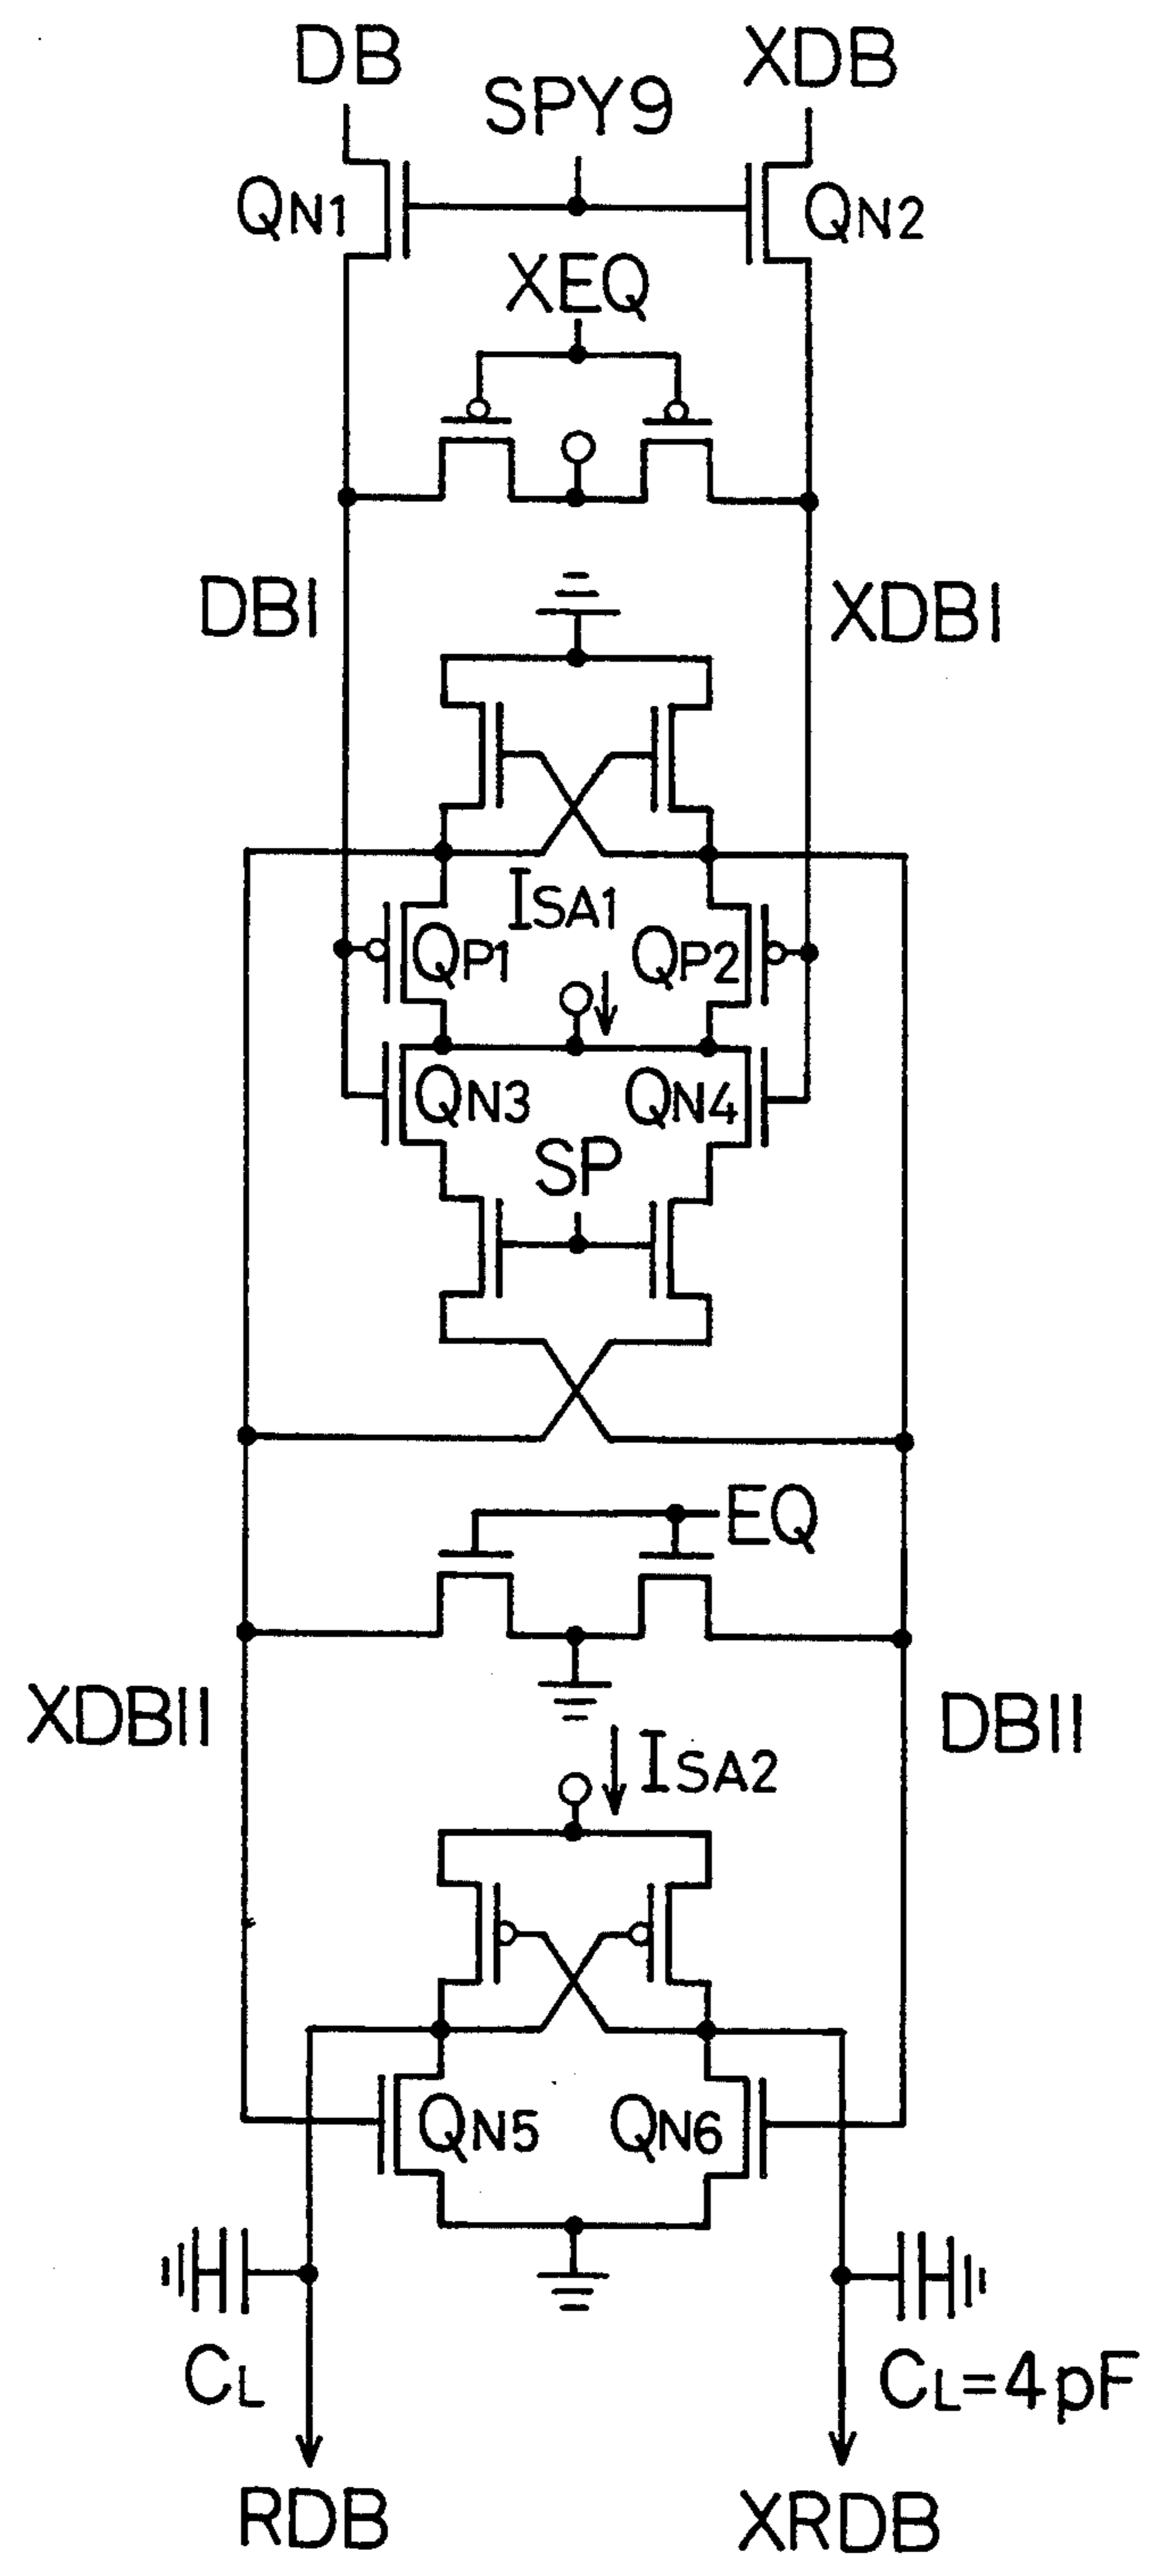 DB
XDB
SPY9
QN1
QN2
XEQ
DBI
XDBI
ISA1
QP1
QP2
QN3
QN4
SP
EQ
XDBII
DBII
ISA2
QN5
QN6
CL
CL=4pF
RDB
XRDB